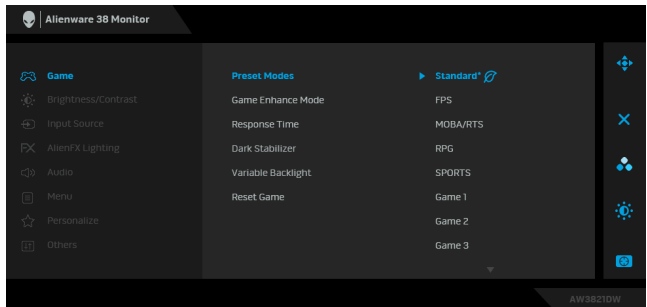 Alienware 38 Monitor
Game
Brightness/Contrast
Input Source
AlienFX Lighting
Audio
Menu
Personalize
Others
Preset Modes
Game Enhance Mode
Response Time
Dark Stabilizer
Variable Backlight
Reset Game
Standard*
FPS
MOBA/RTS
RPG
SPORTS
Game 1
Game 2
Game 3
AW3821DW